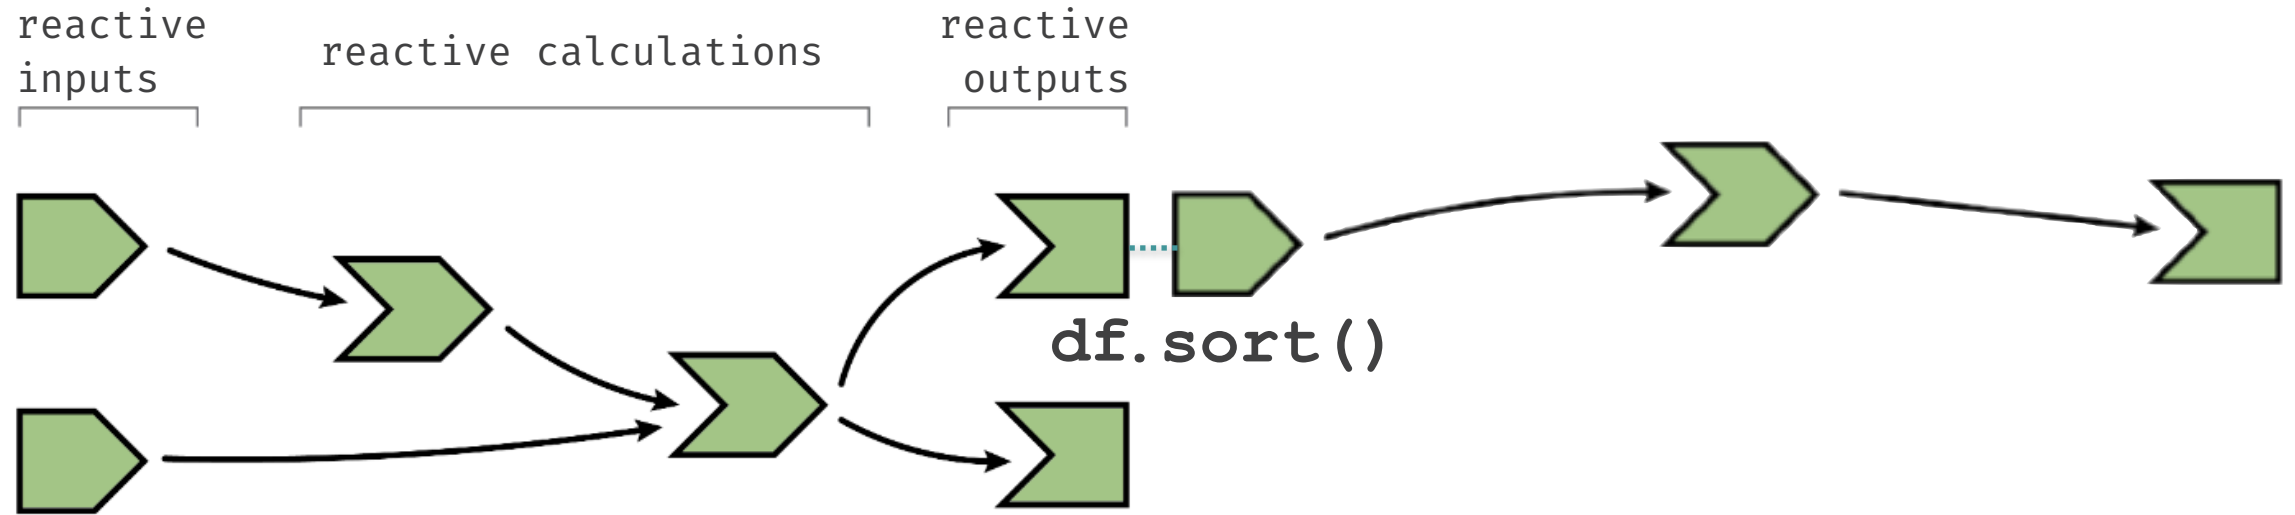 reactive
inputs
reactive calculations
reactive
outputs
df.sort()